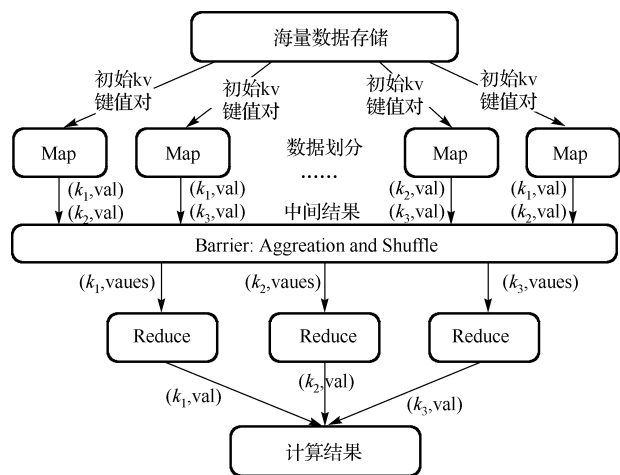 海量数据存储
初始kv
键值对
初始kv
键值对
初始kv
键值对
初始kv
键值对
Map
Map
数据划分
……
Map
Map
(k₁,val)
(k₂,val)
(k₁,val)
(k₃,val)
中间结果
(k₂,val)
(k₃,val)
(k₁,val)
(k₂,val)
Barrier: Aggreation and Shuffle
(k₁,vaues)
(k₂,vaues)
(k₃,vaues)
Reduce
Reduce
Reduce
(k₁,val)
(k₂,val)
(k₃,val)
计算结果